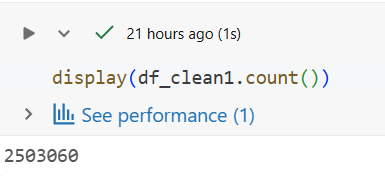 21 hours ago (1s)
display(df_clean1.count())
See performance (1)
2503060